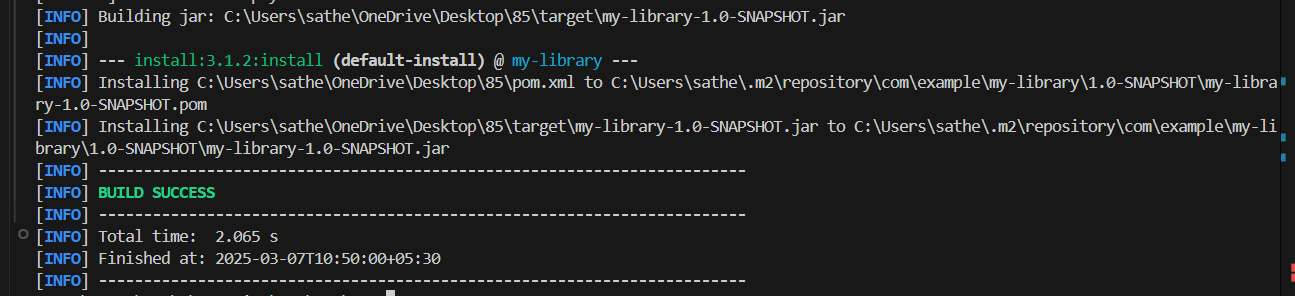 [INFO] Building jar: C:\Users\sathe\OneDrive\Desktop\85\target\my-library-1.0-SNAPSHOT.jar
[INFO]
[INFO] --- install:3.1.2:install (default-install) @ my-library ---
[INFO] Installing C:\Users\sathe\OneDrive\Desktop\85\pom.xml to C:\Users\sathe\.m2\repository\com\example\my-library\1.0-SNAPSHOT\my-libra
ry-1.0-SNAPSHOT.pom
[INFO] Installing C:\Users\sathe\OneDrive\Desktop\85\target\my-library-1.0-SNAPSHOT.jar to C:\Users\sathe\.m2\repository\com\example\my-li
brary\1.0-SNAPSHOT\my-library-1.0-SNAPSHOT.jar
[INFO] ------------------------------------------------------------------------
[INFO] BUILD SUCCESS
[INFO] ------------------------------------------------------------------------
[INFO] Total time:  2.065 s
[INFO] Finished at: 2025-03-07T10:50:00+05:30
[INFO] ------------------------------------------------------------------------